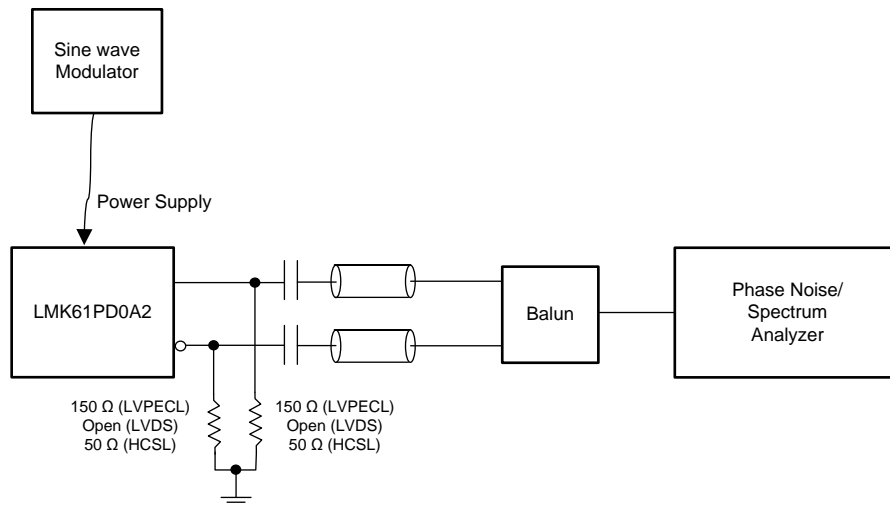 Sine wave
Modulator
Power Supply
LMK61PD0A2
Balun
Phase Noise/
Spectrum
Analyzer
150 Ω (LVPECL)
Open (LVDS)
50 Ω (HCSL)
150 Ω (LVPECL)
Open (LVDS)
50 Ω (HCSL)